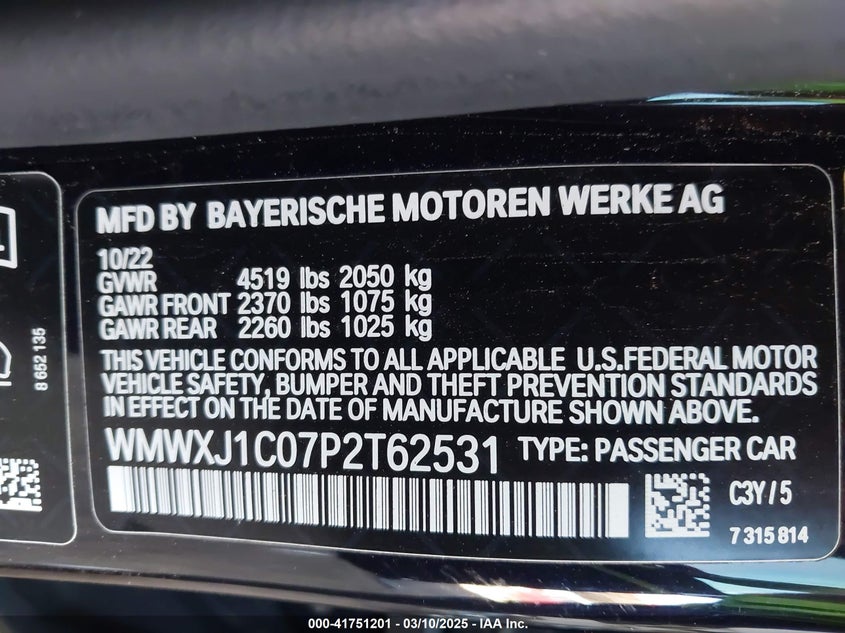 MFD BY BAYERISCHE MOTOREN WERKE AG
10/22
GVWR 4519 lbs 2050 kg
GAWR FRONT 2370 lbs 1075 kg
GAWR REAR 2260 lbs 1025 kg
THIS VEHICLE CONFORMS TO ALL APPLICABLE U.S.FEDERAL MOTOR
VEHICLE SAFETY, BUMPER AND THEFT PREVENTION STANDARDS
IN EFFECT ON THE DATE OF MANUFACTURE SHOWN ABOVE.
WMWXJ1C07P2T62531 TYPE: PASSENGER CAR
C3Y/5
7 315 814
8 652 135
000-41751201 - 03/10/2025 - IAA Inc.